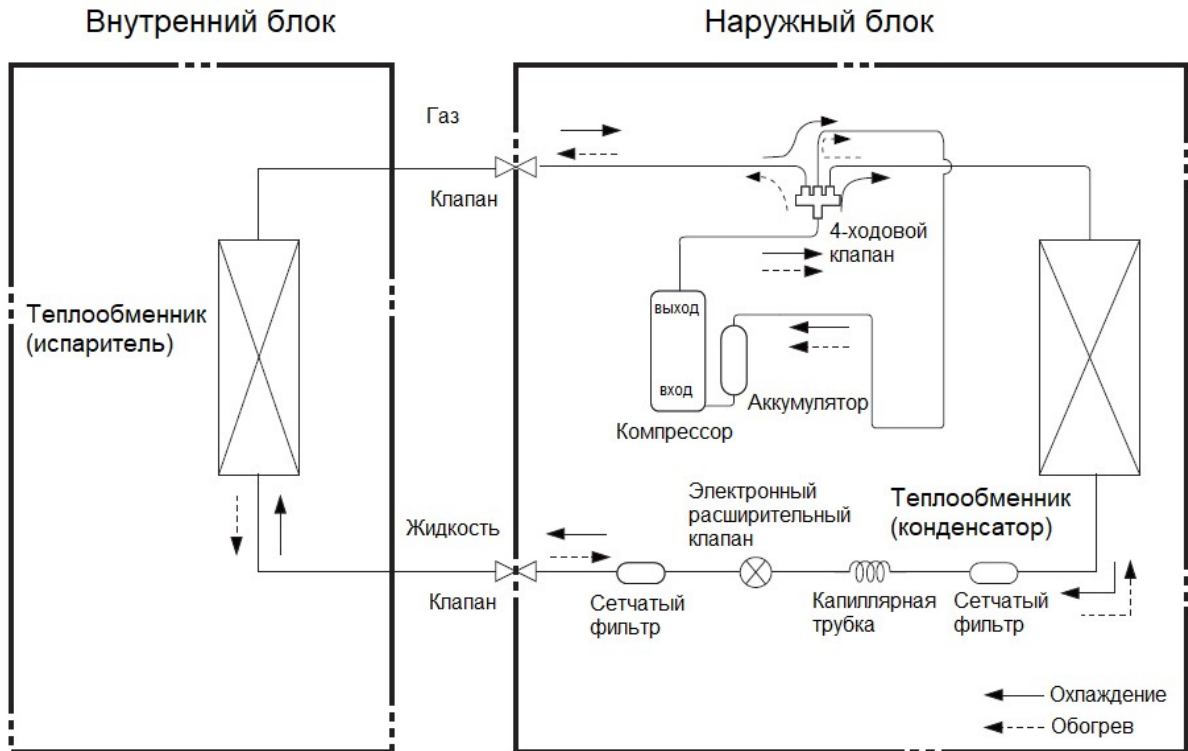 Внутренний блок
Наружный блок
Газ
Клапан
4-ходовой
клапан
Теплообменник
(испаритель)
выход
вход
Аккумулятор
Компрессор
Электронный
расширительный
клапан
Теплообменник
(конденсатор)
Жидкость
Клапан
Сетчатый
фильтр
Капиллярная
трубка
Сетчатый
фильтр
Охлаждение
Обогрев